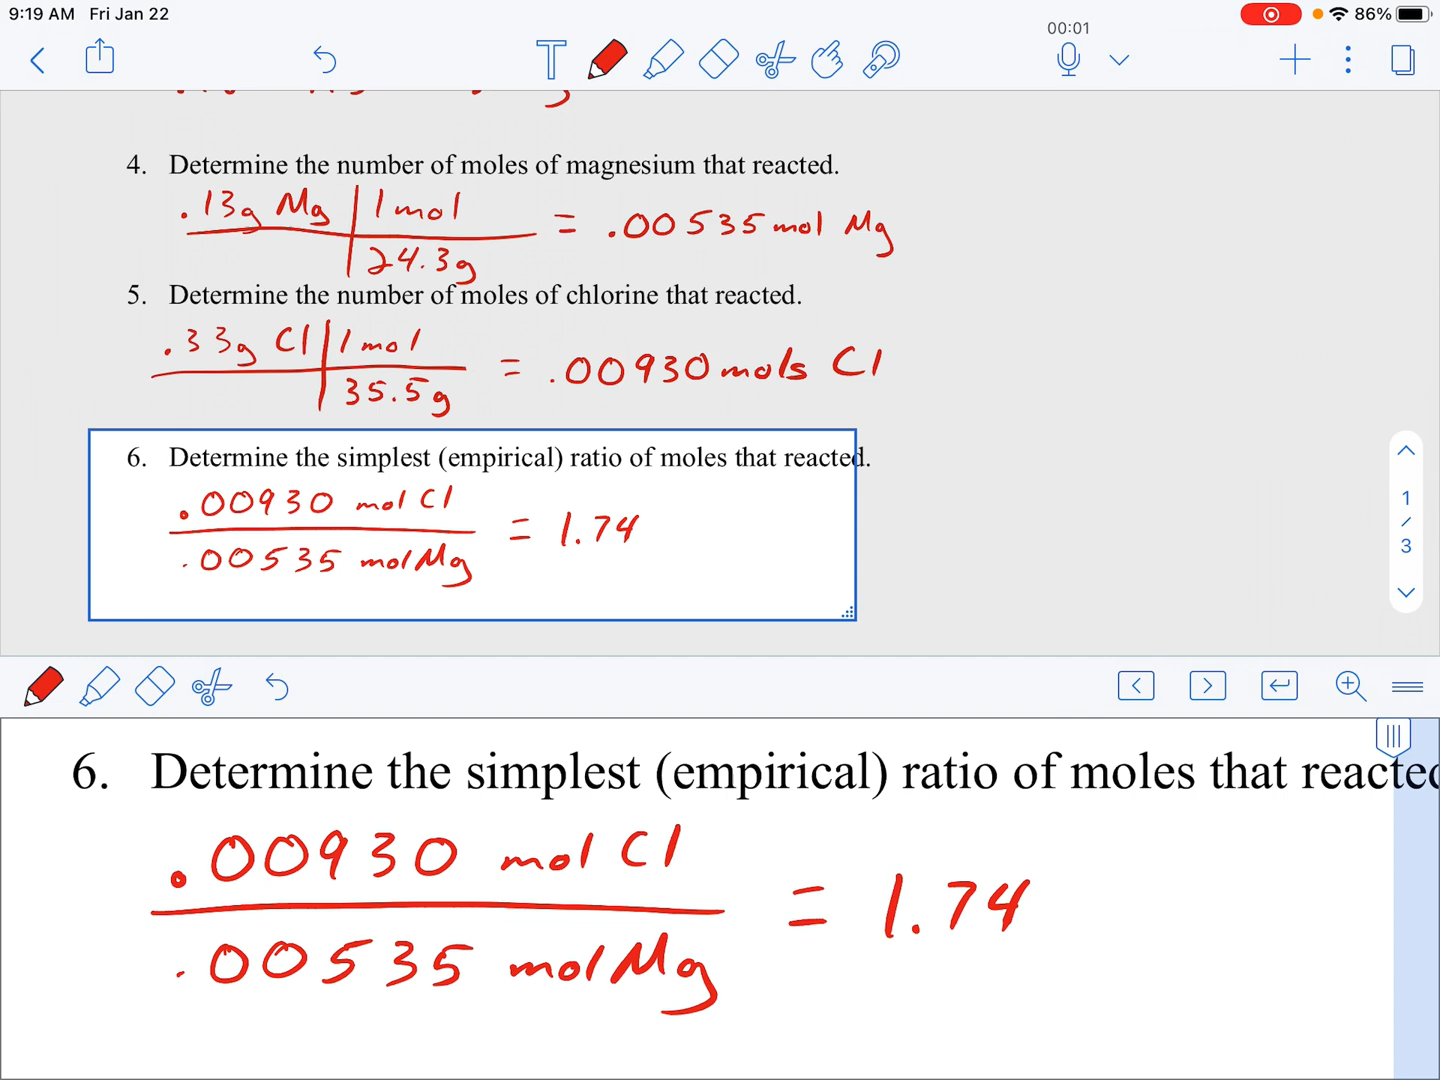 9:19 AM Fri Jan 22
86%
00:01
4. Determine the number of moles of magnesium that reacted.
.13g Mg | 1 mol
24.3g
= .00535 mol Mg
5. Determine the number of moles of chlorine that reacted.
.33g Cl | 1 mol
35.5g
= .00930 mols Cl
6. Determine the simplest (empirical) ratio of moles that reacted.
.00930 mol Cl
.00535 mol Mg
= 1.74
1
/
3
6. Determine the simplest (empirical) ratio of moles that reacted
.00930 mol Cl
.00535 mol Mg
= 1.74